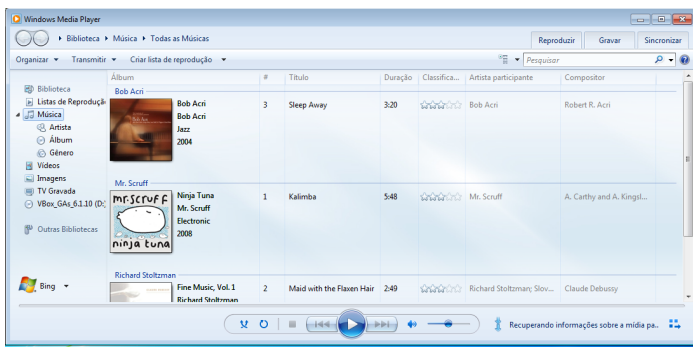 Windows Media Player
Biblioteca Música Todas as Músicas
Reproduzir Gravar Sincronizar
Organizar Transmitir Criar lista de reprodução Pesquisar
Álbum # Título Duração Classifica... Artista participante Compositor
Biblioteca
Listas de Reproduçã
Música
Artista
Álbum
Gênero
Vídeos
Imagens
TV Gravada
VBox_GAs_6.1.10 (D:)
Outras Bibliotecas
Bing
Bob Acri
Bob Acri 3 Sleep Away 3:20 Bob Acri Robert R. Acri
Bob Acri
Jazz
2004
Mr. Scruff
mr.scruff
ninja tuna
Ninja Tuna 1 Kalimba 5:48 Mr. Scruff A. Carthy and A. Kingsl...
Mr. Scruff
Electronic
2008
Richard Stoltzman
Fine Music, Vol. 1 2 Maid with the Flaxen Hair 2:49 Richard Stoltzman; Slov... Claude Debussy
Richard Stoltzman
Recuperando informações sobre a mídia pa..